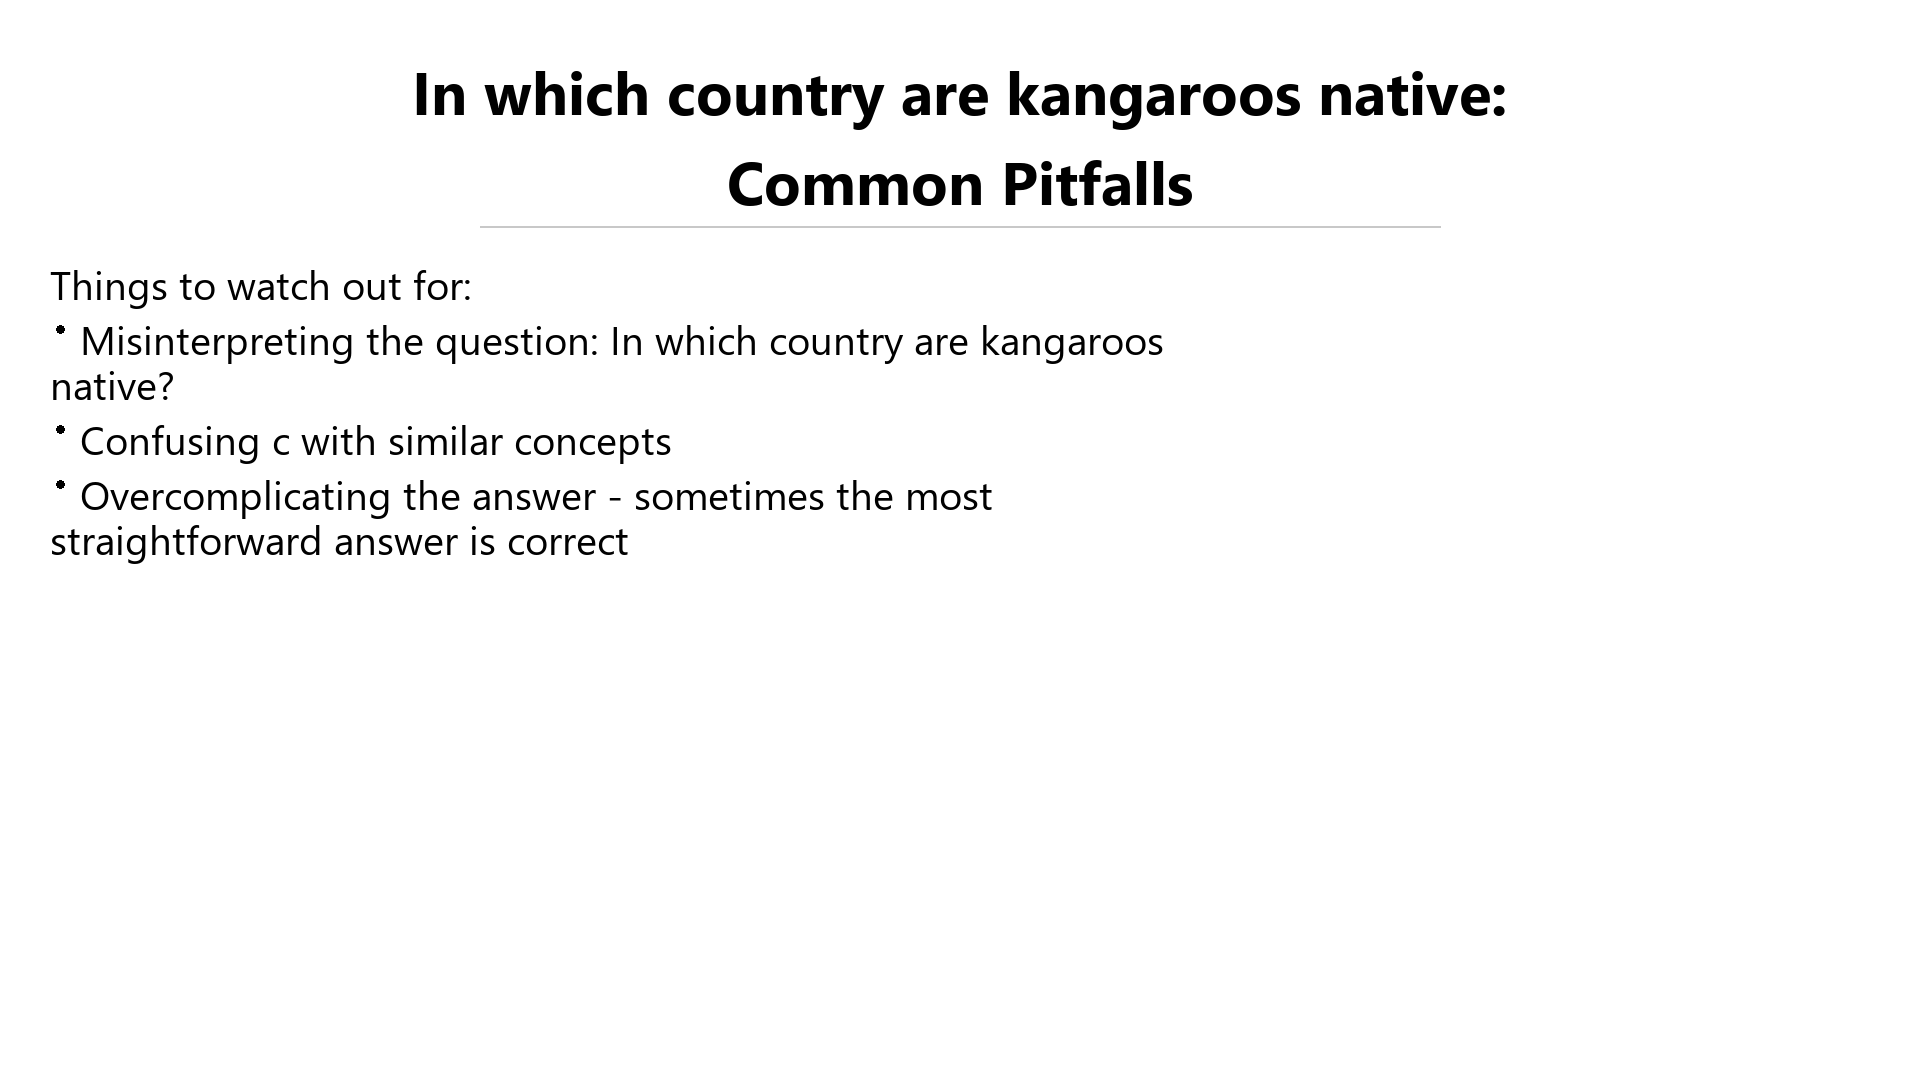 In which country are kangaroos native:
Common Pitfalls
Things to watch out for:
• Misinterpreting the question: In which country are kangaroos
native?
• Confusing c with similar concepts
• Overcomplicating the answer - sometimes the most
straightforward answer is correct